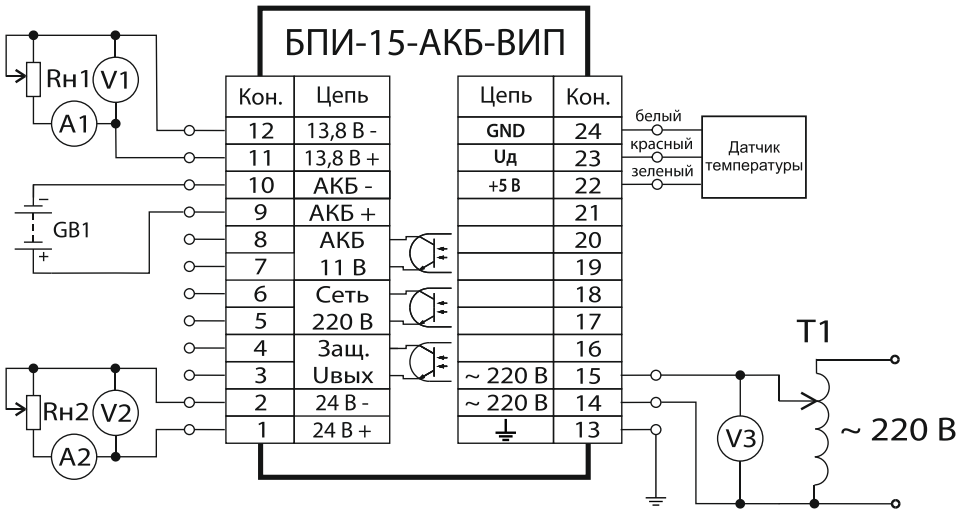 БПИ-15-АКБ-ВИП
Кон. Цепь
12 13,8 В -
11 13,8 В +
10 АКБ -
9 АКБ +
8 АКБ
7 11 В
6 Сеть
5 220 В
4 Защ.
3 Uвых
2 24 В -
1 24 В +
Цепь Кон.
GND 24
Uд 23
+5 В 22
21
20
19
18
17
16
~ 220 В 15
~ 220 В 14
13
Rн1
V1
A1
−
GB1
+
Rн2
V2
A2
белый
красный
зеленый
Датчик
температуры
T1
V3
~ 220 В